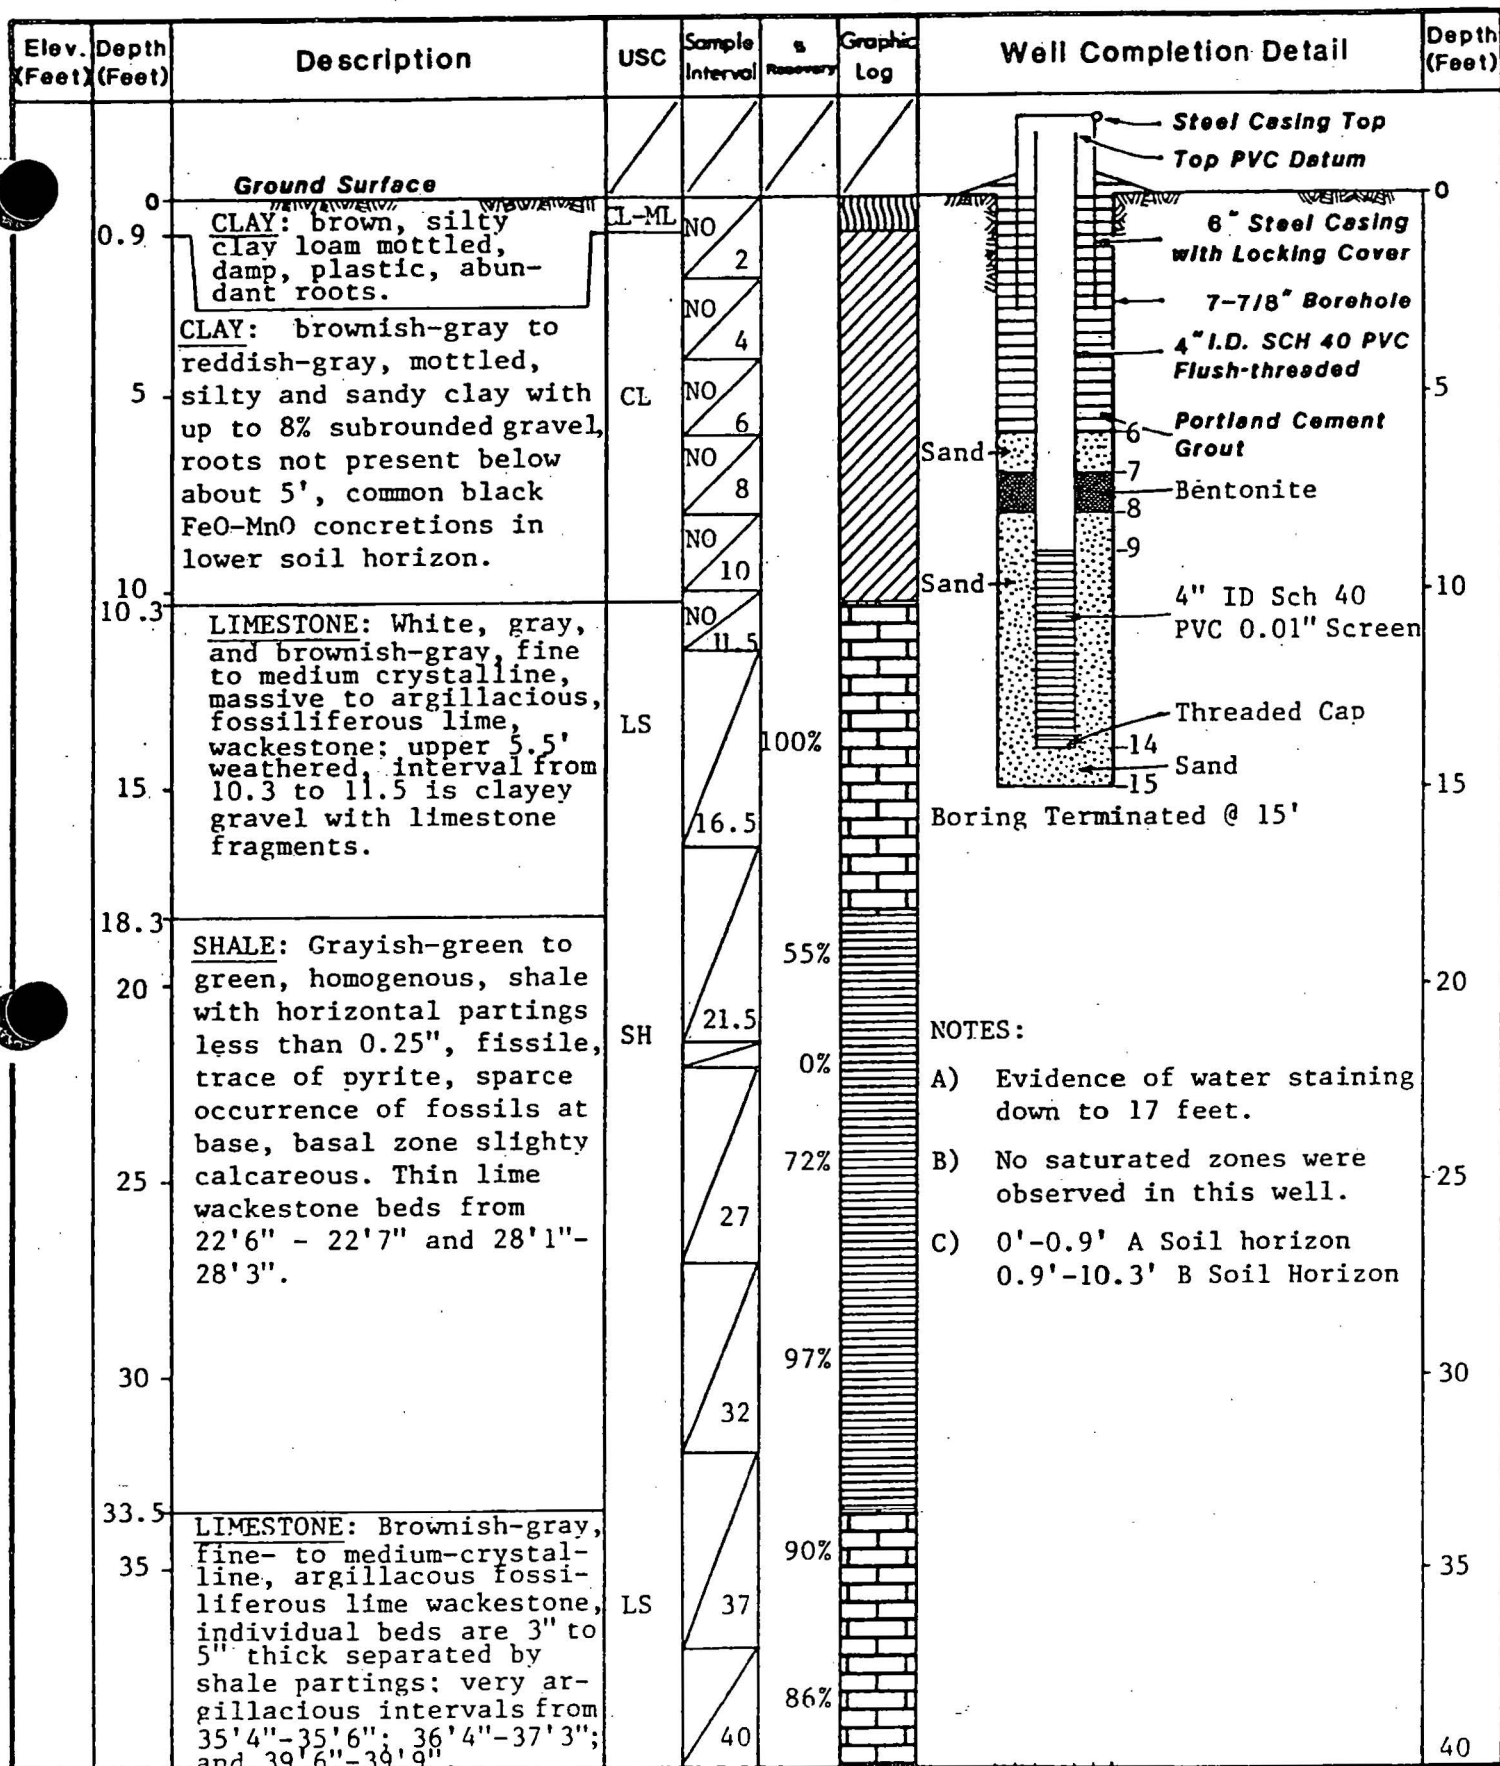 Elev. (Feet)
Depth (Feet)
Description
USC
Sample Interval
% Recovery
Graphic Log
Well Completion Detail
Depth (Feet)
Ground Surface
0
0.9
5
10
10.3
15
18.3
20
25
30
33.5
35
CLAY: brown, silty
clay loam mottled,
damp, plastic, abun-
dant roots.
CLAY: brownish-gray to
reddish-gray, mottled,
silty and sandy clay with
up to 8% subrounded gravel,
roots not present below
about 5', common black
FeO-MnO concretions in
lower soil horizon.
LIMESTONE: White, gray,
and brownish-gray, fine
to medium crystalline,
massive to argillacious,
fossiliferous lime,
wackestone; upper 5.5'
weathered, interval from
10.3 to 11.5 is clayey
gravel with limestone
fragments.
SHALE: Grayish-green to
green, homogenous, shale
with horizontal partings
less than 0.25", fissile,
trace of pyrite, sparce
occurrence of fossils at
base, basal zone slighty
calcareous. Thin lime
wackestone beds from
22'6" - 22'7" and 28'1"-
28'3".
LIMESTONE: Brownish-gray,
fine- to medium-crystal-
line, argillacous fossi-
liferous lime wackestone,
individual beds are 3" to
5" thick separated by
shale partings; very ar-
gillacious intervals from
35'4"-35'6"; 36'4"-37'3";
and 39'6"-39'9"
CL-ML
CL
LS
SH
LS
NO 2
NO 4
NO 6
NO 8
NO 10
NO 11.5
16.5
21.5
27
32
37
40
100%
55%
0%
72%
97%
90%
86%
Steel Casing Top
Top PVC Datum
6" Steel Casing
with Locking Cover
7-7/8" Borehole
4" I.D. SCH 40 PVC
Flush-threaded
Portland Cement
Grout
6
Sand
7
Bentonite
8
9
Sand
4" ID Sch 40
PVC 0.01" Screen
Threaded Cap
14
Sand
15
Boring Terminated @ 15'
NOTES:
A) Evidence of water staining
down to 17 feet.
B) No saturated zones were
observed in this well.
C) 0'-0.9' A Soil horizon
0.9'-10.3' B Soil Horizon
0
5
10
15
20
25
30
35
40